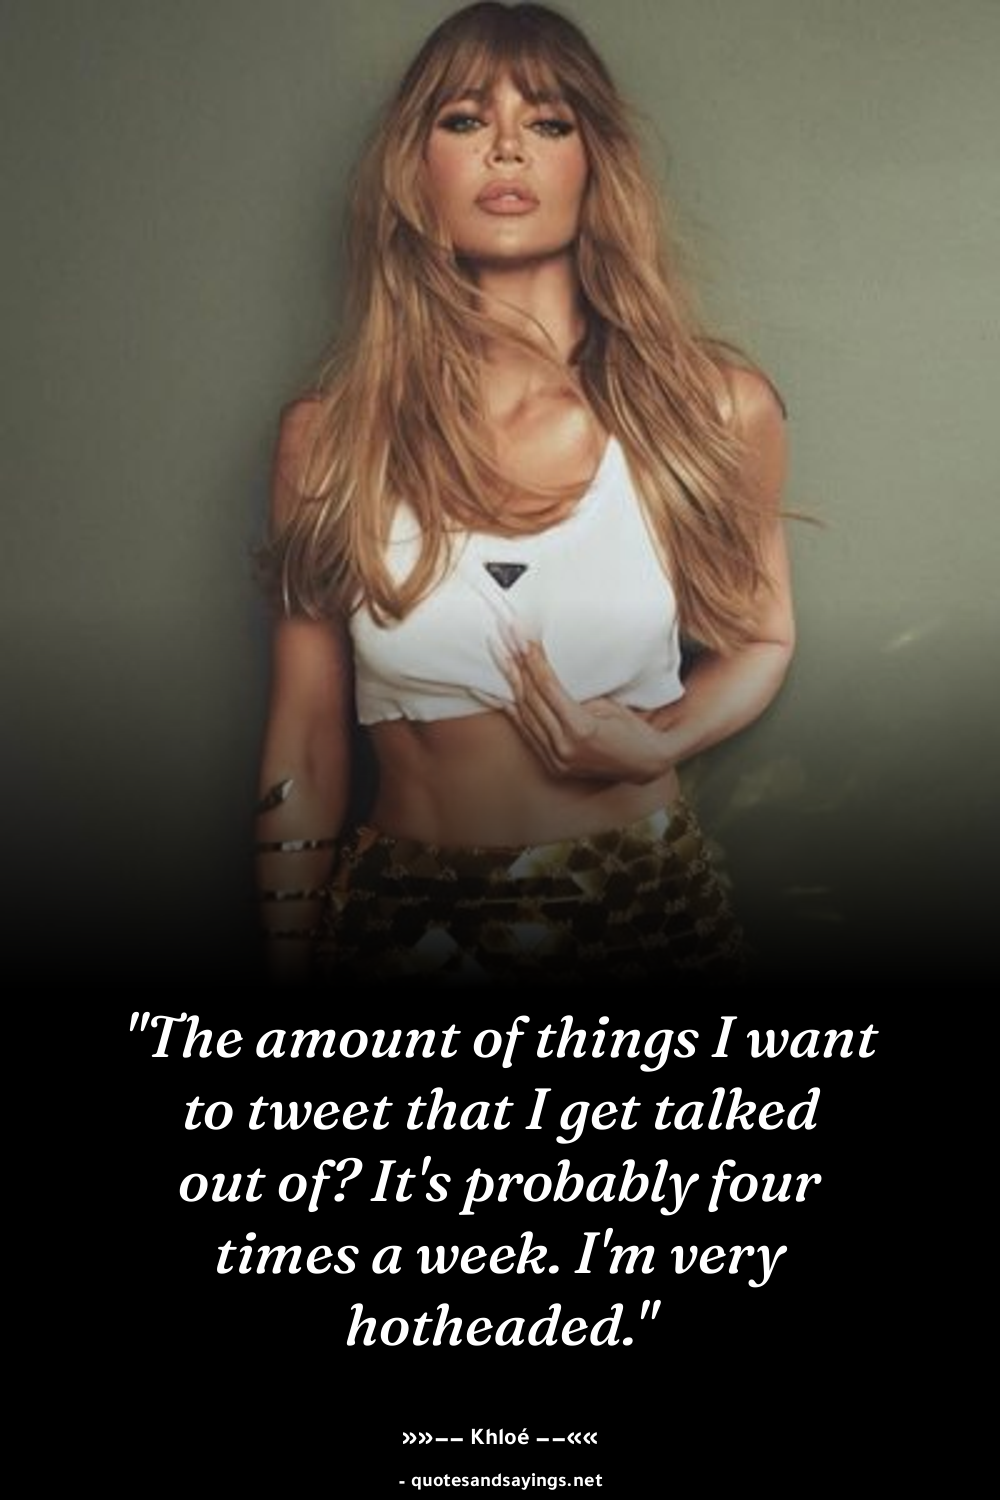 "The amount of things I want
to tweet that I get talked
out of? It's probably four
times a week. I'm very
hotheaded."
»»−− Khloé −−««
- quotesandsayings.net